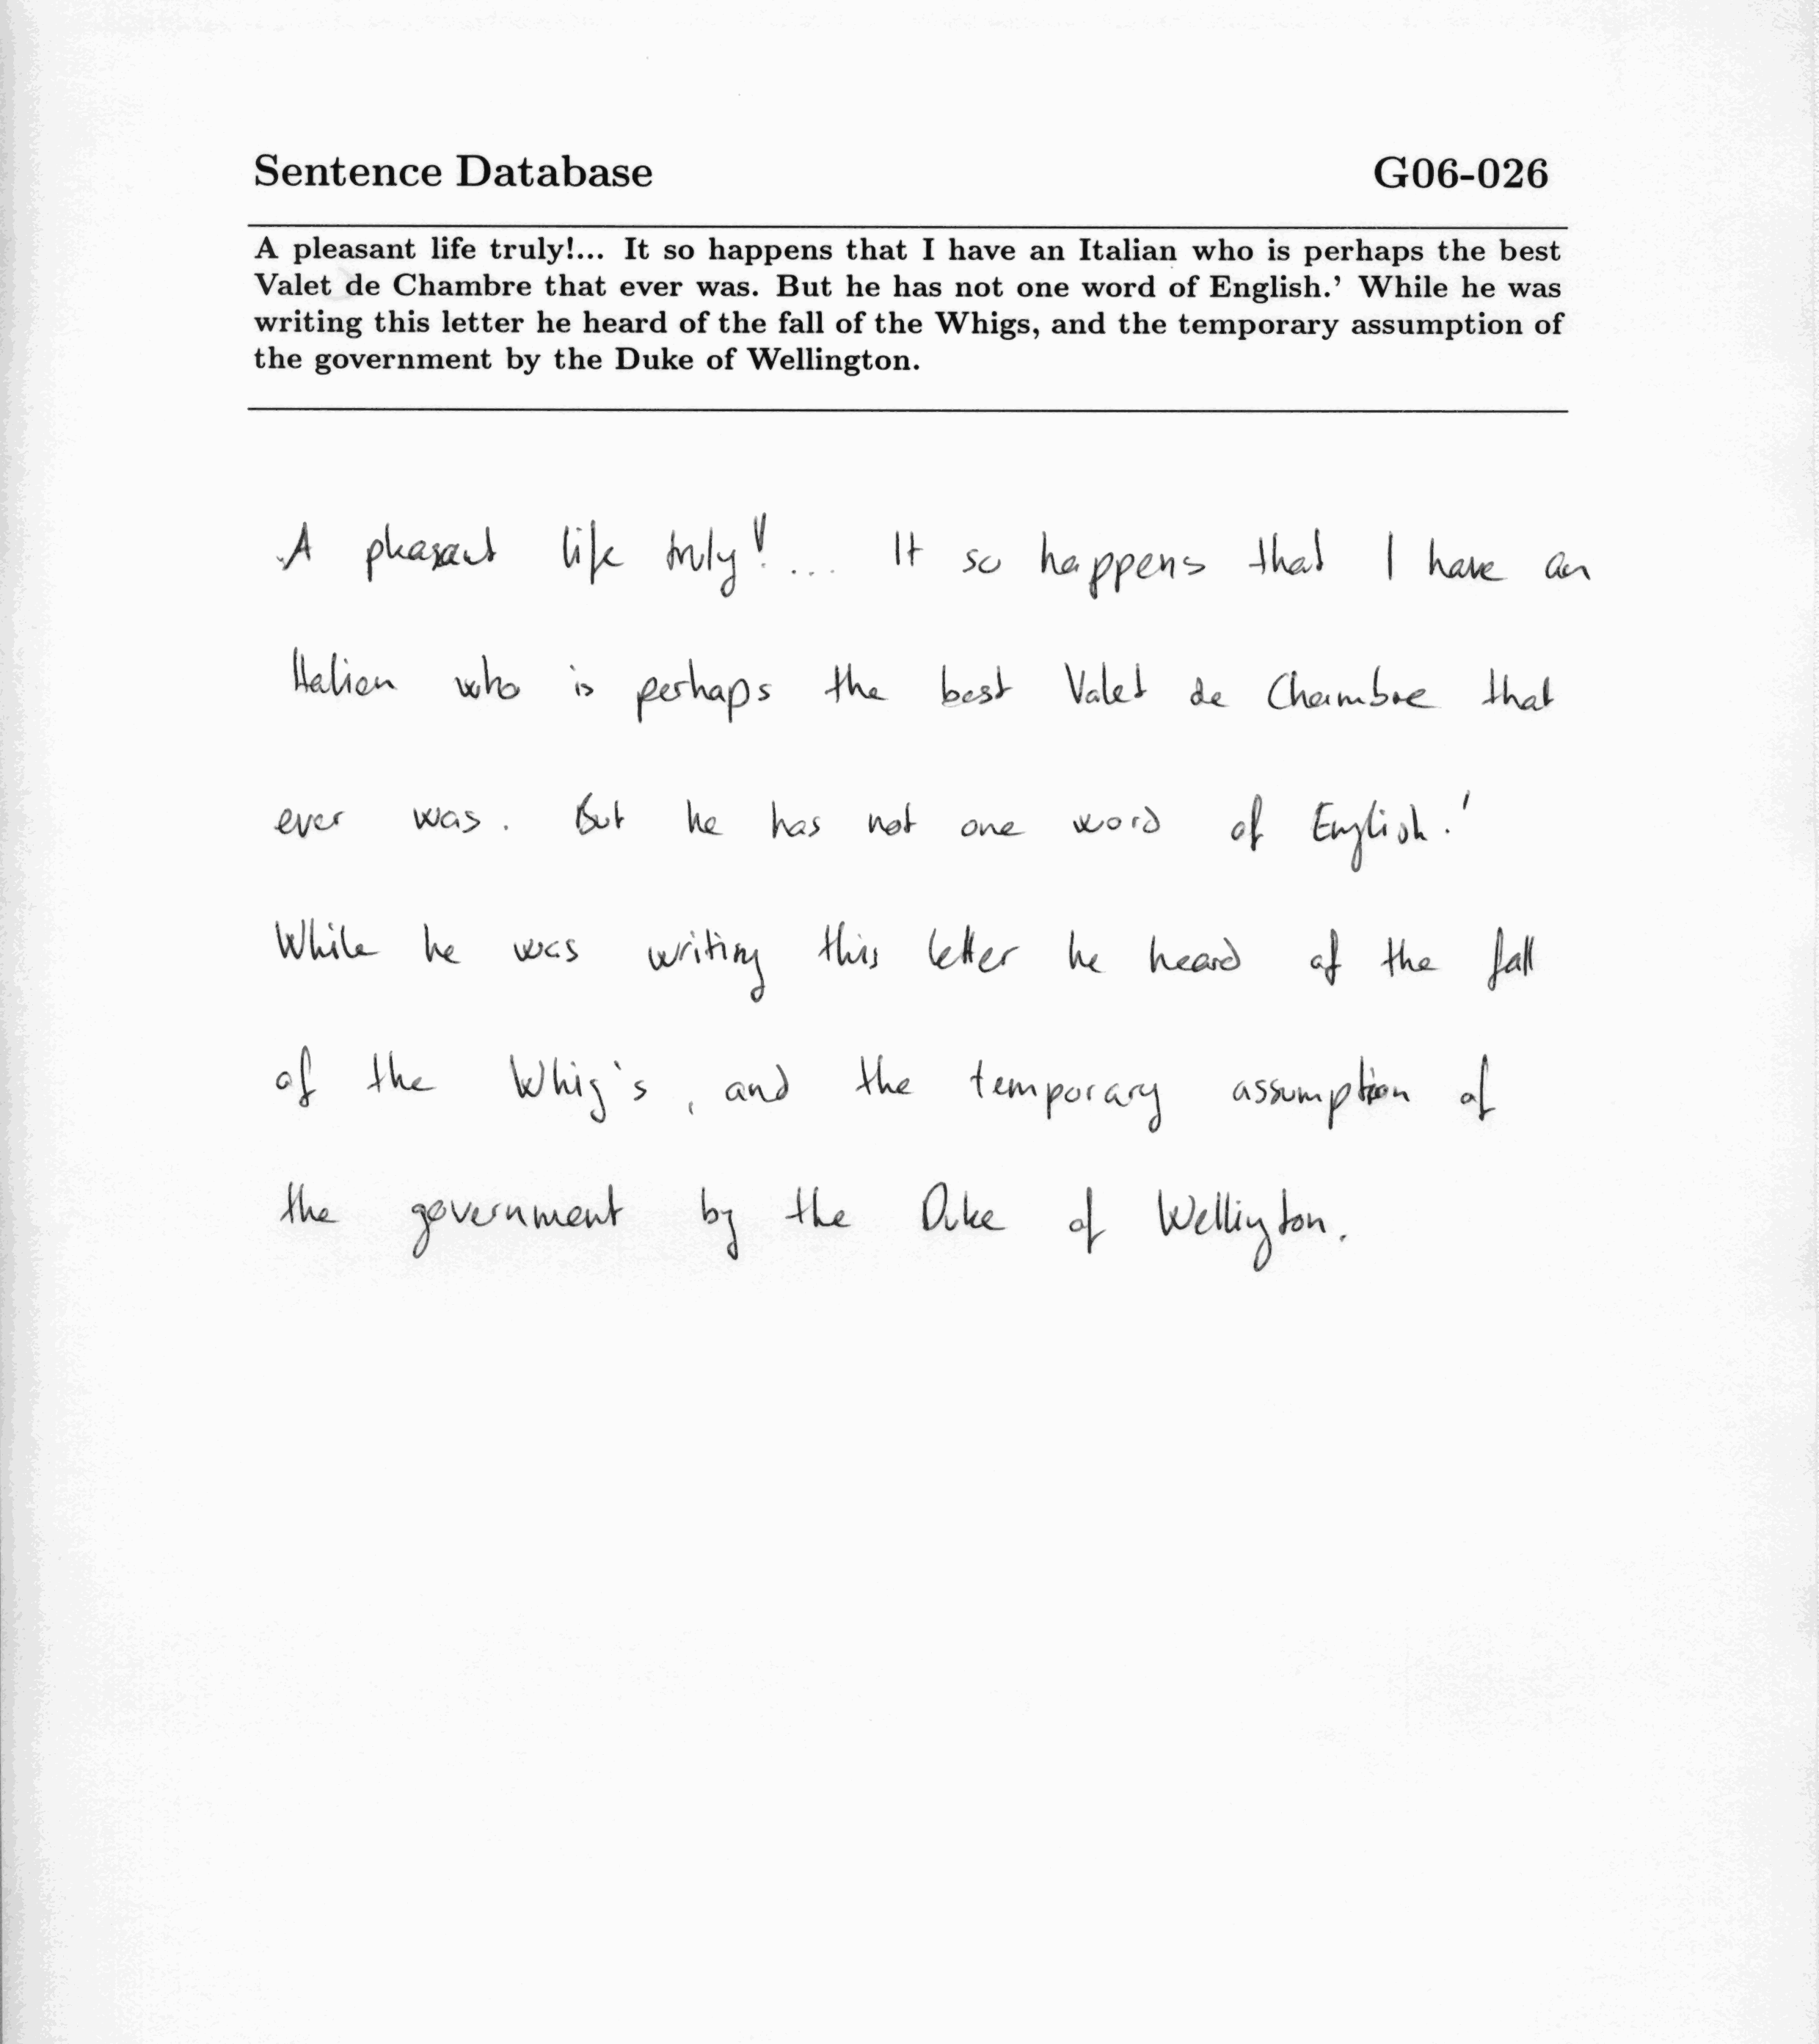 Sentence Database G06-026
A pleasant life truly!... It so happens that I have an Italian who is perhaps the best
Valet de Chambre that ever was. But he has not one word of English.' While he was
writing this letter he heard of the fall of the Whigs, and the temporary assumption of
the government by the Duke of Wellington.
A pleasant life truly!... It so happens that I have an
Italian who is perhaps the best Valet de Chambre that
ever was. But he has not one word of English.'
While he was writing this letter he heard of the fall
of the Whig's, and the temporary assumption of
the government by the Duke of Wellington.